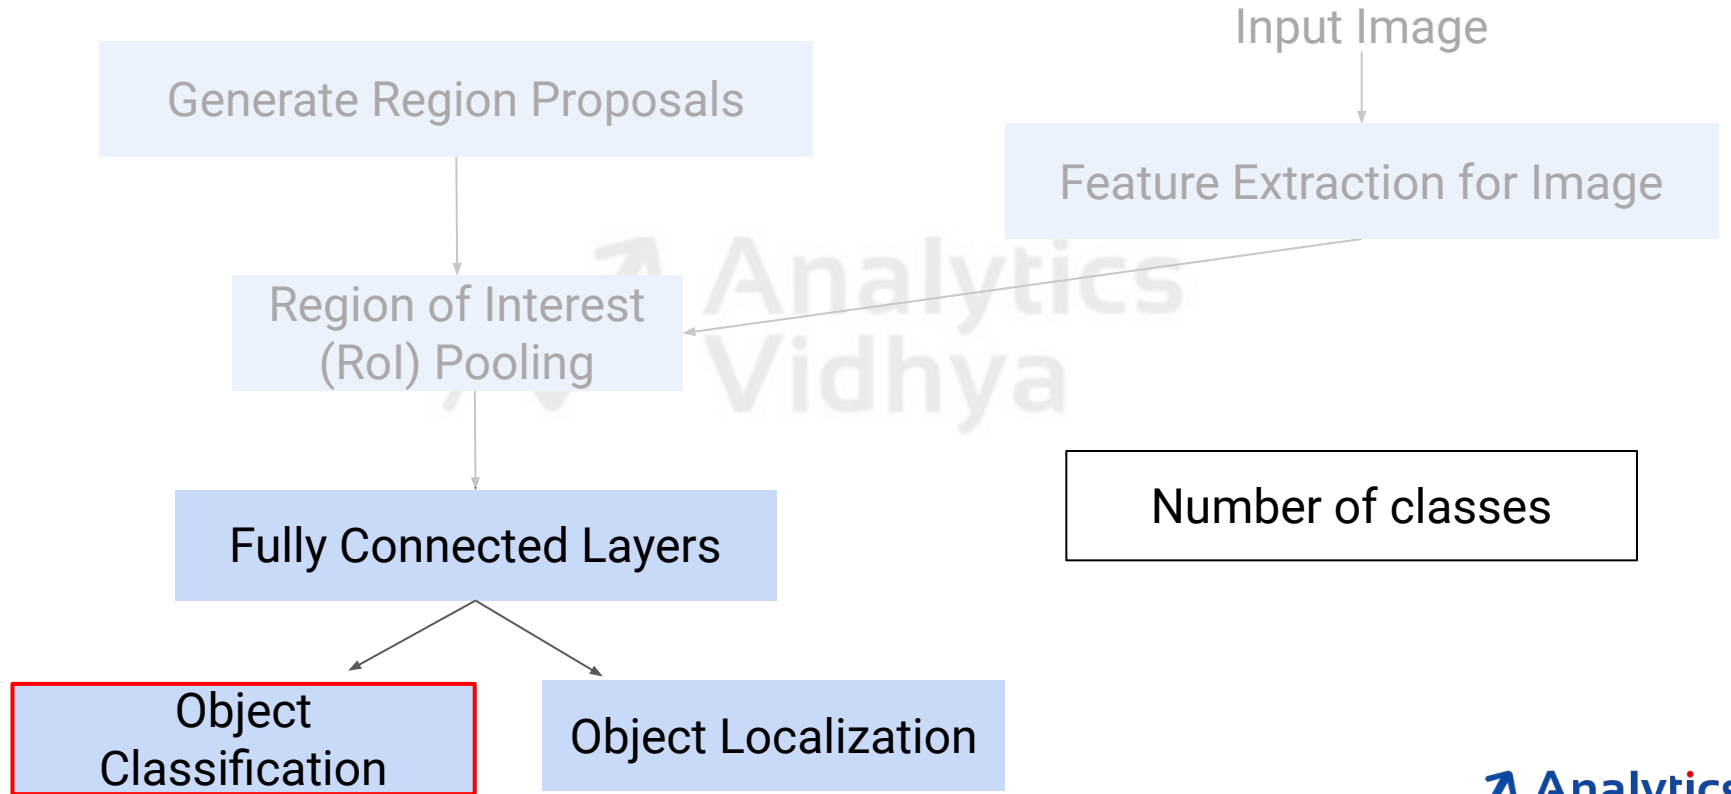 Input Image
Generate Region Proposals
Feature Extraction for Image
Analytics
Vidhya
Region of Interest
(RoI) Pooling
Number of classes
Fully Connected Layers
Object
Classification
Object Localization
Analytics